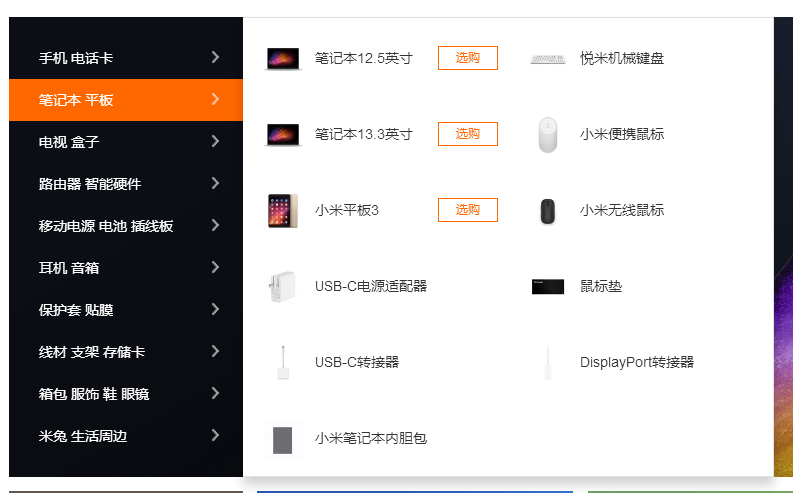 手机 电话卡
笔记本 平板
电视 盒子
路由器 智能硬件
移动电源 电池 插线板
耳机 音箱
保护套 贴膜
线材 支架 存储卡
箱包 服饰 鞋 眼镜
米兔 生活周边
笔记本12.5英寸 选购
笔记本13.3英寸 选购
小米平板3 选购
USB-C电源适配器
USB-C转接器
小米笔记本内胆包
悦米机械键盘
小米便携鼠标
小米无线鼠标
鼠标垫
DisplayPort转接器